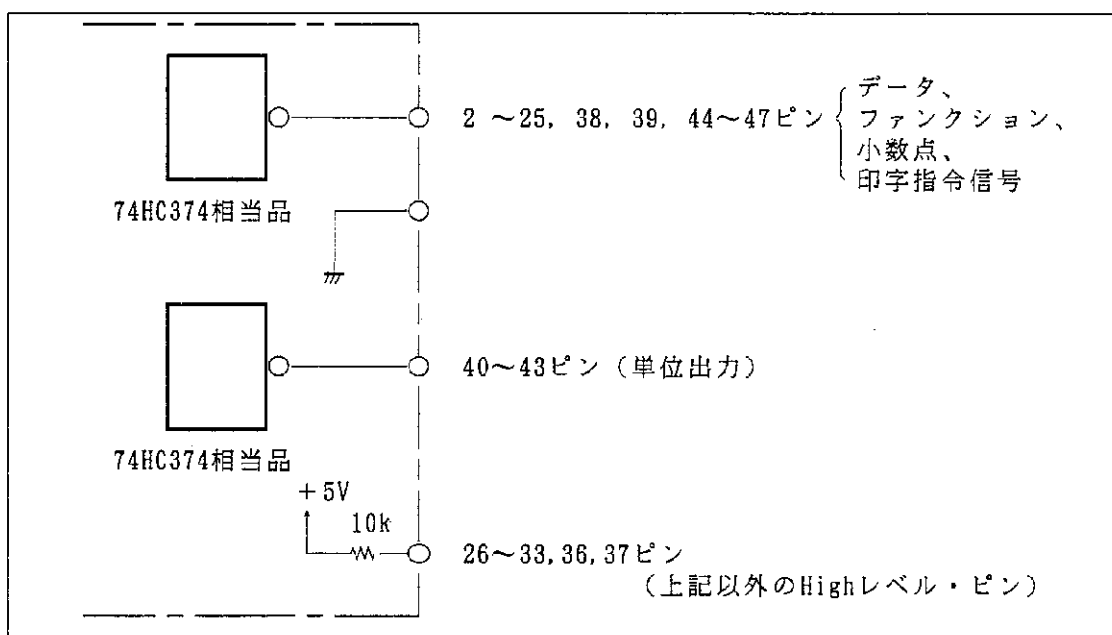 2 ～25, 38, 39, 44～47ピン
データ、
ファンクション、
小数点、
印字指令信号
74HC374相当品
40～43ピン（単位出力）
74HC374相当品
＋5V
10k
26～33,36,37ピン
（上記以外のHighレベル・ピン）